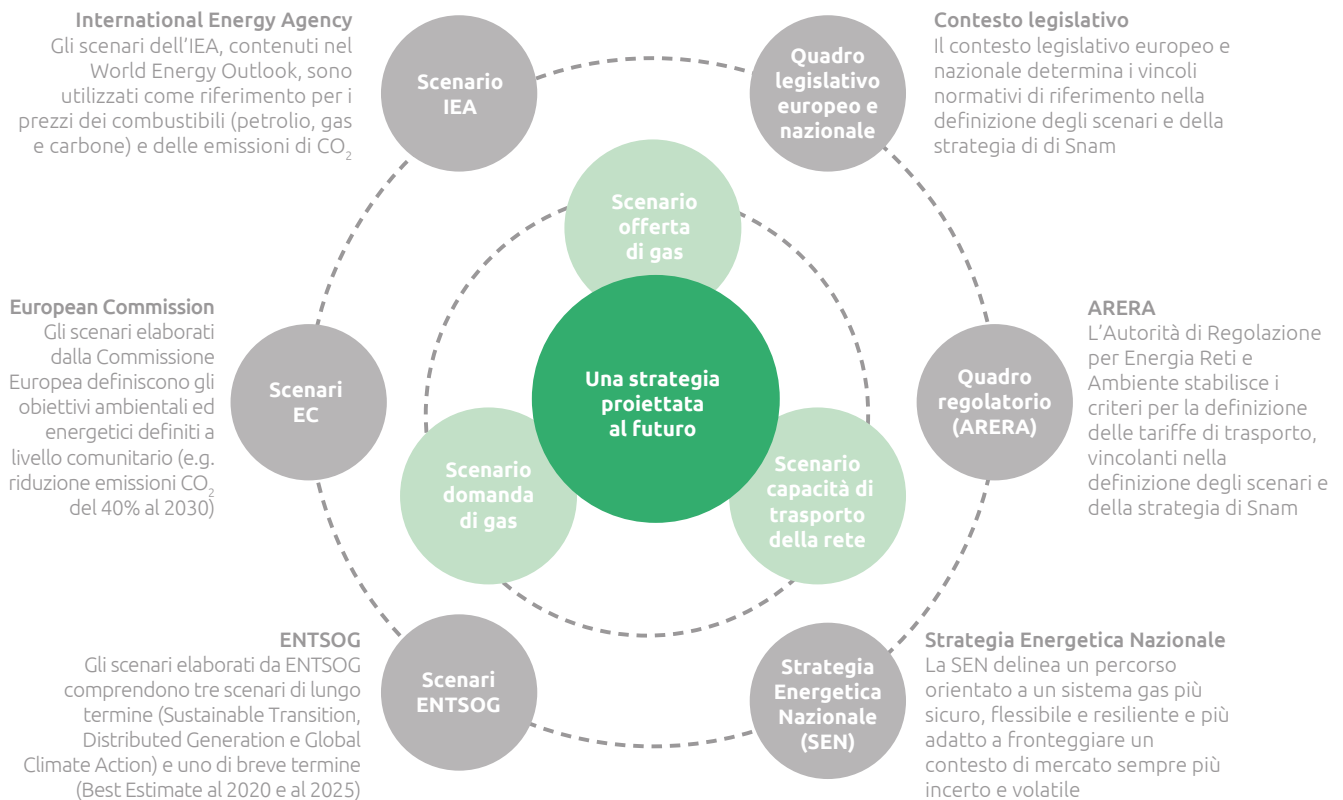 International Energy Agency
Gli scenari dell'IEA, contenuti nel
World Energy Outlook, sono
utilizzati come riferimento per i
prezzi dei combustibili (petrolio, gas
e carbone) e delle emissioni di CO₂
Scenario
IEA
Quadro
legislativo
europeo e
nazionale
Contesto legislativo
Il contesto legislativo europeo e
nazionale determina i vincoli
normativi di riferimento nella
definizione degli scenari e della
strategia di di Snam
Scenario
offerta
di gas
European Commission
Gli scenari elaborati
dalla Commissione
Europea definiscono gli
obiettivi ambientali ed
energetici definiti a
livello comunitario (e.g.
riduzione emissioni CO₂
del 40% al 2030)
Scenari
EC
Una strategia
proiettata
al futuro
Quadro
regolatorio
(ARERA)
ARERA
L'Autorità di Regolazione
per Energia Reti e
Ambiente stabilisce i
criteri per la definizione
delle tariffe di trasporto,
vincolanti nella
definizione degli scenari e
della strategia di Snam
Scenario
domanda
di gas
Scenario
capacità di
trasporto
della rete
ENTSOG
Gli scenari elaborati da ENTSOG
comprendono tre scenari di lungo
termine (Sustainable Transition,
Distributed Generation e Global
Climate Action) e uno di breve termine
(Best Estimate al 2020 e al 2025)
Scenari
ENTSOG
Strategia
Energetica
Nazionale
(SEN)
Strategia Energetica Nazionale
La SEN delinea un percorso
orientato a un sistema gas più
sicuro, flessibile e resiliente e più
adatto a fronteggiare un
contesto di mercato sempre più
incerto e volatile